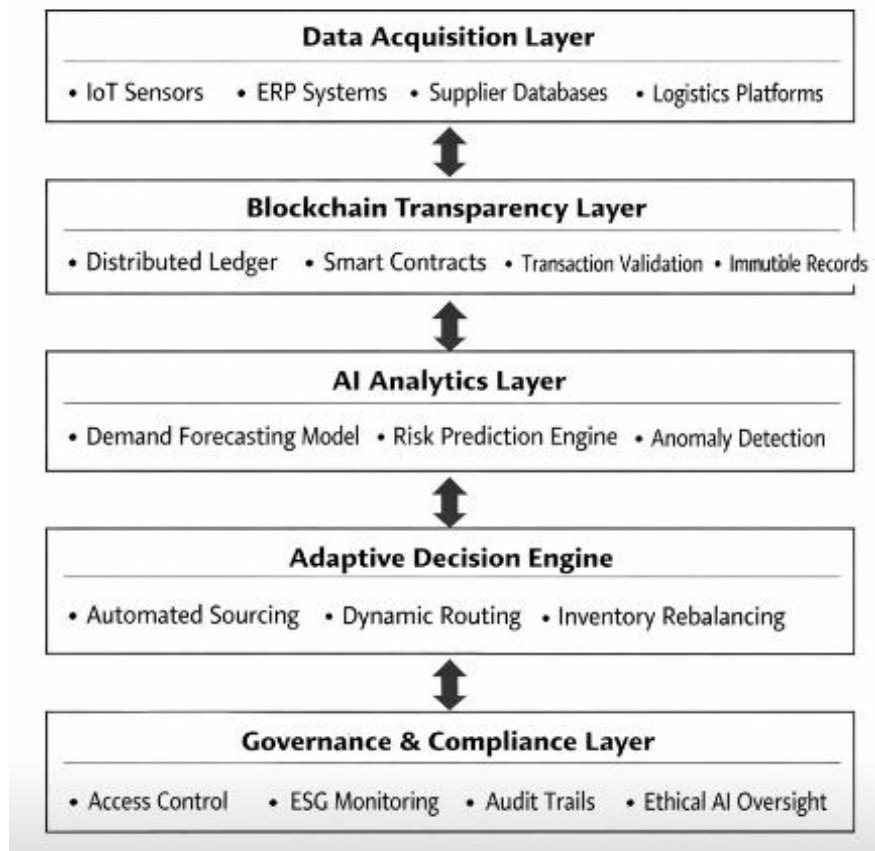 Data Acquisition Layer
• IoT Sensors • ERP Systems • Supplier Databases • Logistics Platforms
Blockchain Transparency Layer
• Distributed Ledger • Smart Contracts • Transaction Validation • Immutible Records
AI Analytics Layer
• Demand Forecasting Model • Risk Prediction Engine • Anomaly Detection
Adaptive Decision Engine
• Automated Sourcing • Dynamic Routing • Inventory Rebalancing
Governance & Compliance Layer
• Access Control • ESG Monitoring • Audit Trails • Ethical AI Oversight